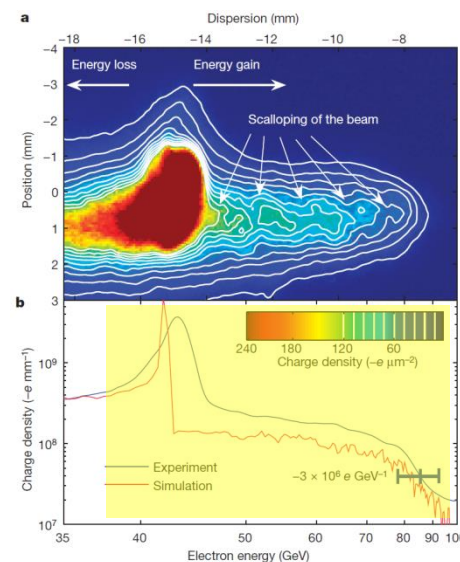 a
Dispersion (mm)
−18 −16 −14 −12 −10 −8
Energy loss
Energy gain
Scalloping of the beam
Position (mm)
−4
−3
−2
−1
0
1
2
3
b
240 180 120 60
Charge density (−e µm⁻²)
Charge density (−e mm⁻¹)
10⁹
10⁸
10⁷
Experiment
Simulation
~3 × 10⁶ e GeV⁻¹
35 40 50 60 70 80 90 10
Electron energy (GeV)